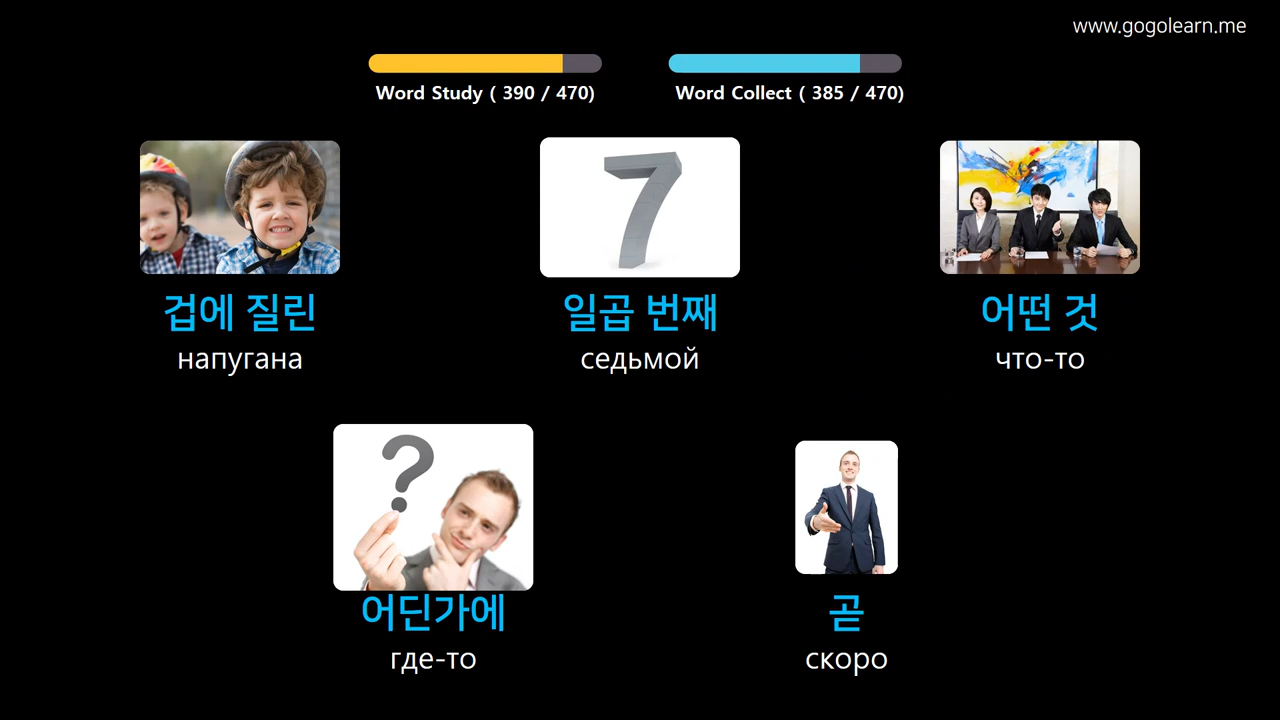 www.gogolearn.me
Word Study ( 390 / 470)
Word Collect ( 385 / 470)
7
겁에 질린
напугана
일곱 번째
седьмой
어떤 것
что-то
?
어딘가에
где-то
곧
скоро